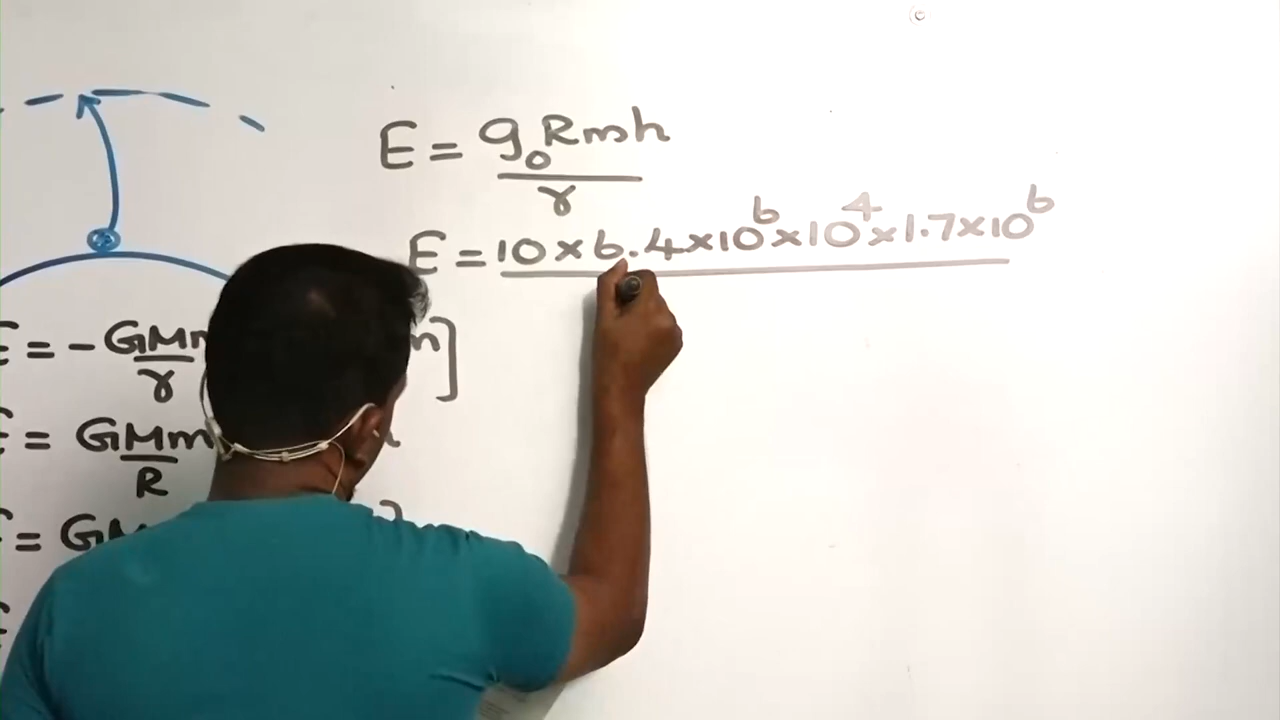 E = g₀Rmh
r
E = 10 × 6.4 × 10⁶ × 10⁴ × 1.7 × 10⁶
E = - GMm
r
m]
E = GMm
R
= GM
]